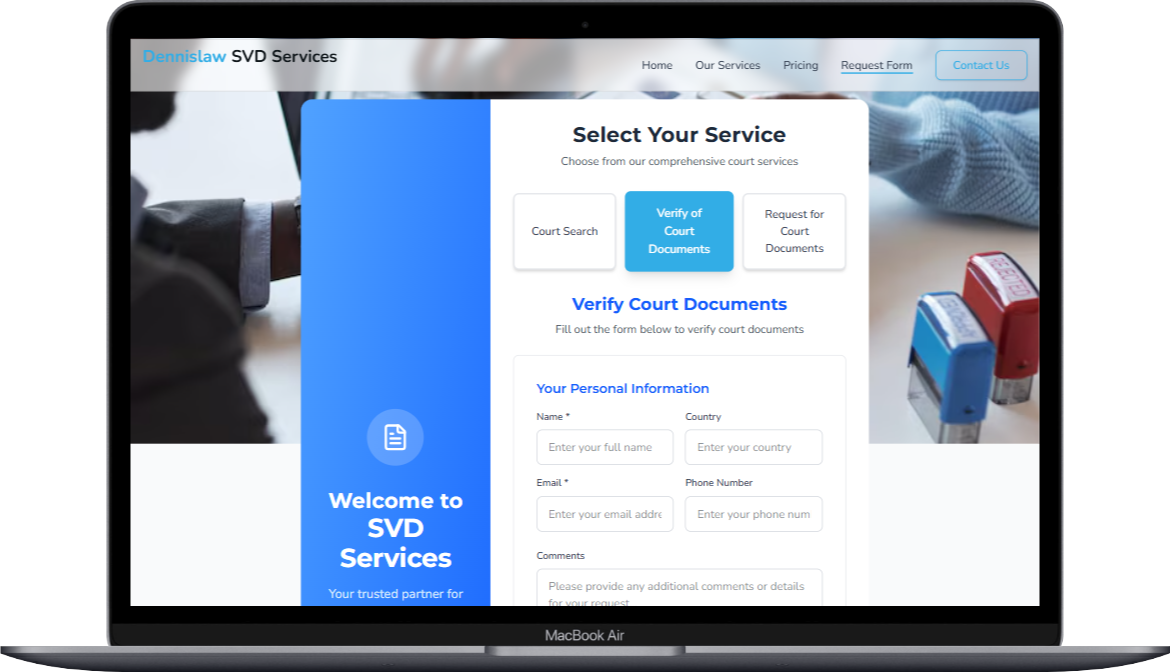 Dennislaw SVD Services
Home Our Services Pricing Request Form Contact Us
Select Your Service
Choose from our comprehensive court services
Court Search
Verify of
Court
Documents
Request for
Court
Documents
Verify Court Documents
Fill out the form below to verify court documents
Your Personal Information
Name * Country
Enter your full name Enter your country
Email * Phone Number
Enter your email addre Enter your phone num
Comments
Please provide any additional comments or details
for your request
Welcome to
SVD
Services
Your trusted partner for
REJECTED
APPROVED
MacBook Air